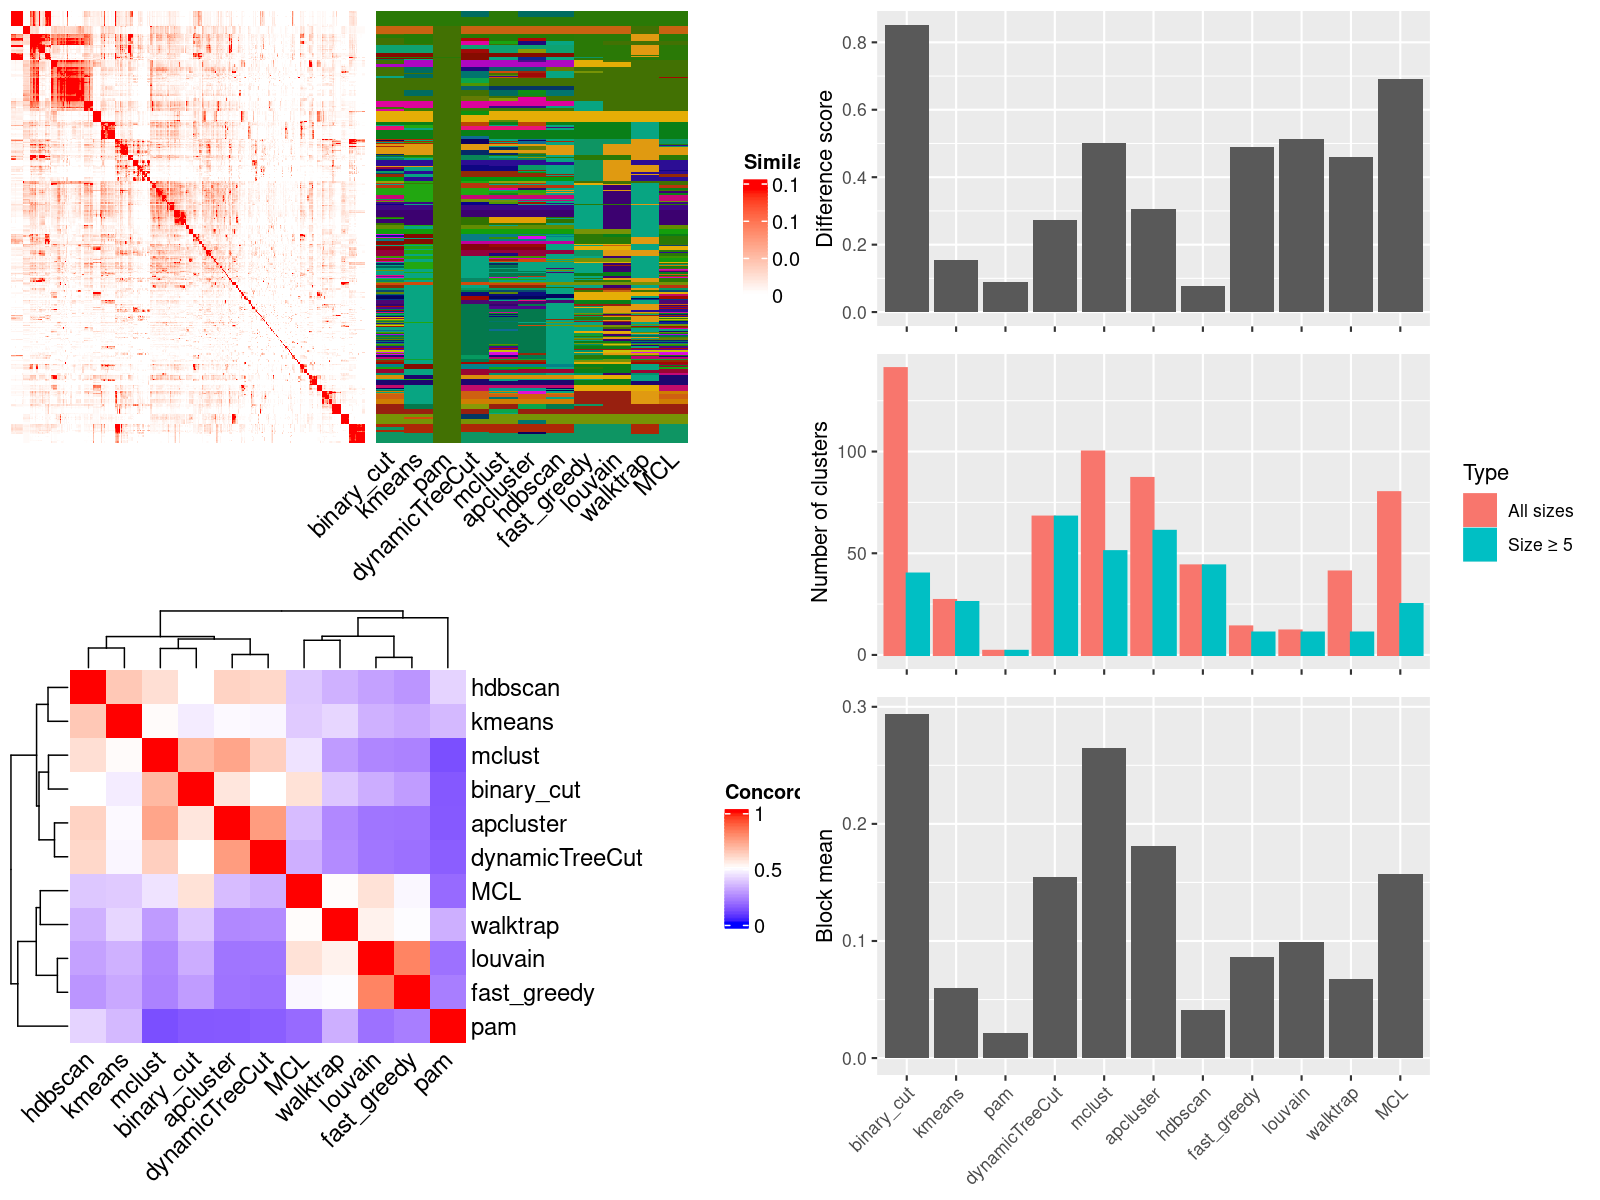 Simila
0.1
0.1
0.0
0
binary_cut
kmeans
pam
dynamicTreeCut
mclust
apcluster
hdbscan
fast_greedy
louvain
walktrap
MCL
hdbscan
kmeans
mclust
binary_cut
apcluster
dynamicTreeCut
MCL
walktrap
louvain
fast_greedy
pam
hdbscan
kmeans
mclust
binary_cut
apcluster
dynamicTreeCut
MCL
walktrap
louvain
fast_greedy
pam
Concord
1
0.5
0
Difference score
0.8
0.6
0.4
0.2
0.0
Number of clusters
100
50
0
Type
All sizes
Size ≥ 5
Block mean
0.3
0.2
0.1
0.0
binary_cut
kmeans
pam
dynamicTreeCut
mclust
apcluster
hdbscan
fast_greedy
louvain
walktrap
MCL